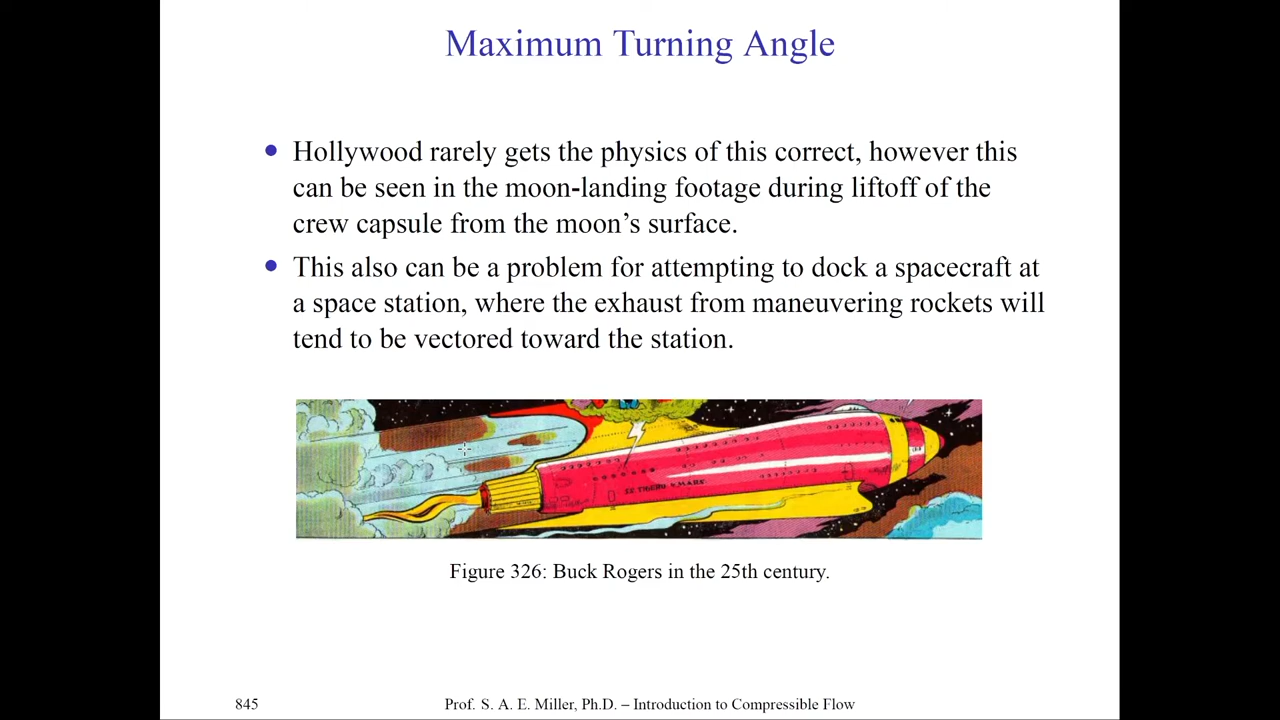 Maximum Turning Angle
• Hollywood rarely gets the physics of this correct, however this
can be seen in the moon-landing footage during liftoff of the
crew capsule from the moon’s surface.
• This also can be a problem for attempting to dock a spacecraft at
a space station, where the exhaust from maneuvering rockets will
tend to be vectored toward the station.
Figure 326: Buck Rogers in the 25th century.
845
Prof. S. A. E. Miller, Ph.D. – Introduction to Compressible Flow